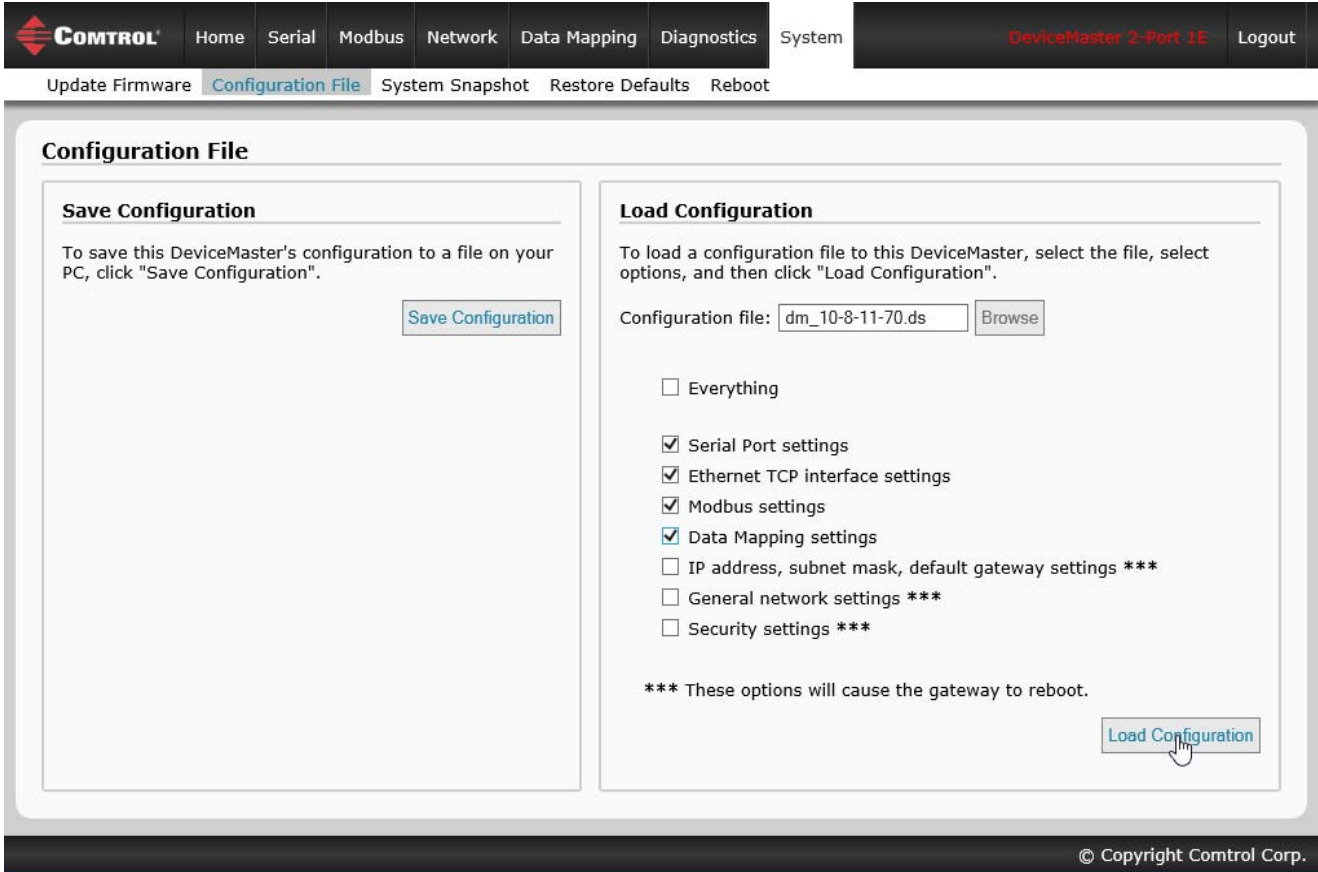 COMTROL Home Serial Modbus Network Data Mapping Diagnostics System DeviceMaster 2-Port 1E Logout
Update Firmware Configuration File System Snapshot Restore Defaults Reboot
Configuration File
Save Configuration
To save this DeviceMaster's configuration to a file on your
PC, click "Save Configuration".
Save Configuration
Load Configuration
To load a configuration file to this DeviceMaster, select the file, select
options, and then click "Load Configuration".
Configuration file: dm_10-8-11-70.ds Browse
Everything
Serial Port settings
Ethernet TCP interface settings
Modbus settings
Data Mapping settings
IP address, subnet mask, default gateway settings ***
General network settings ***
Security settings ***
*** These options will cause the gateway to reboot.
Load Configuration
© Copyright Comtrol Corp.